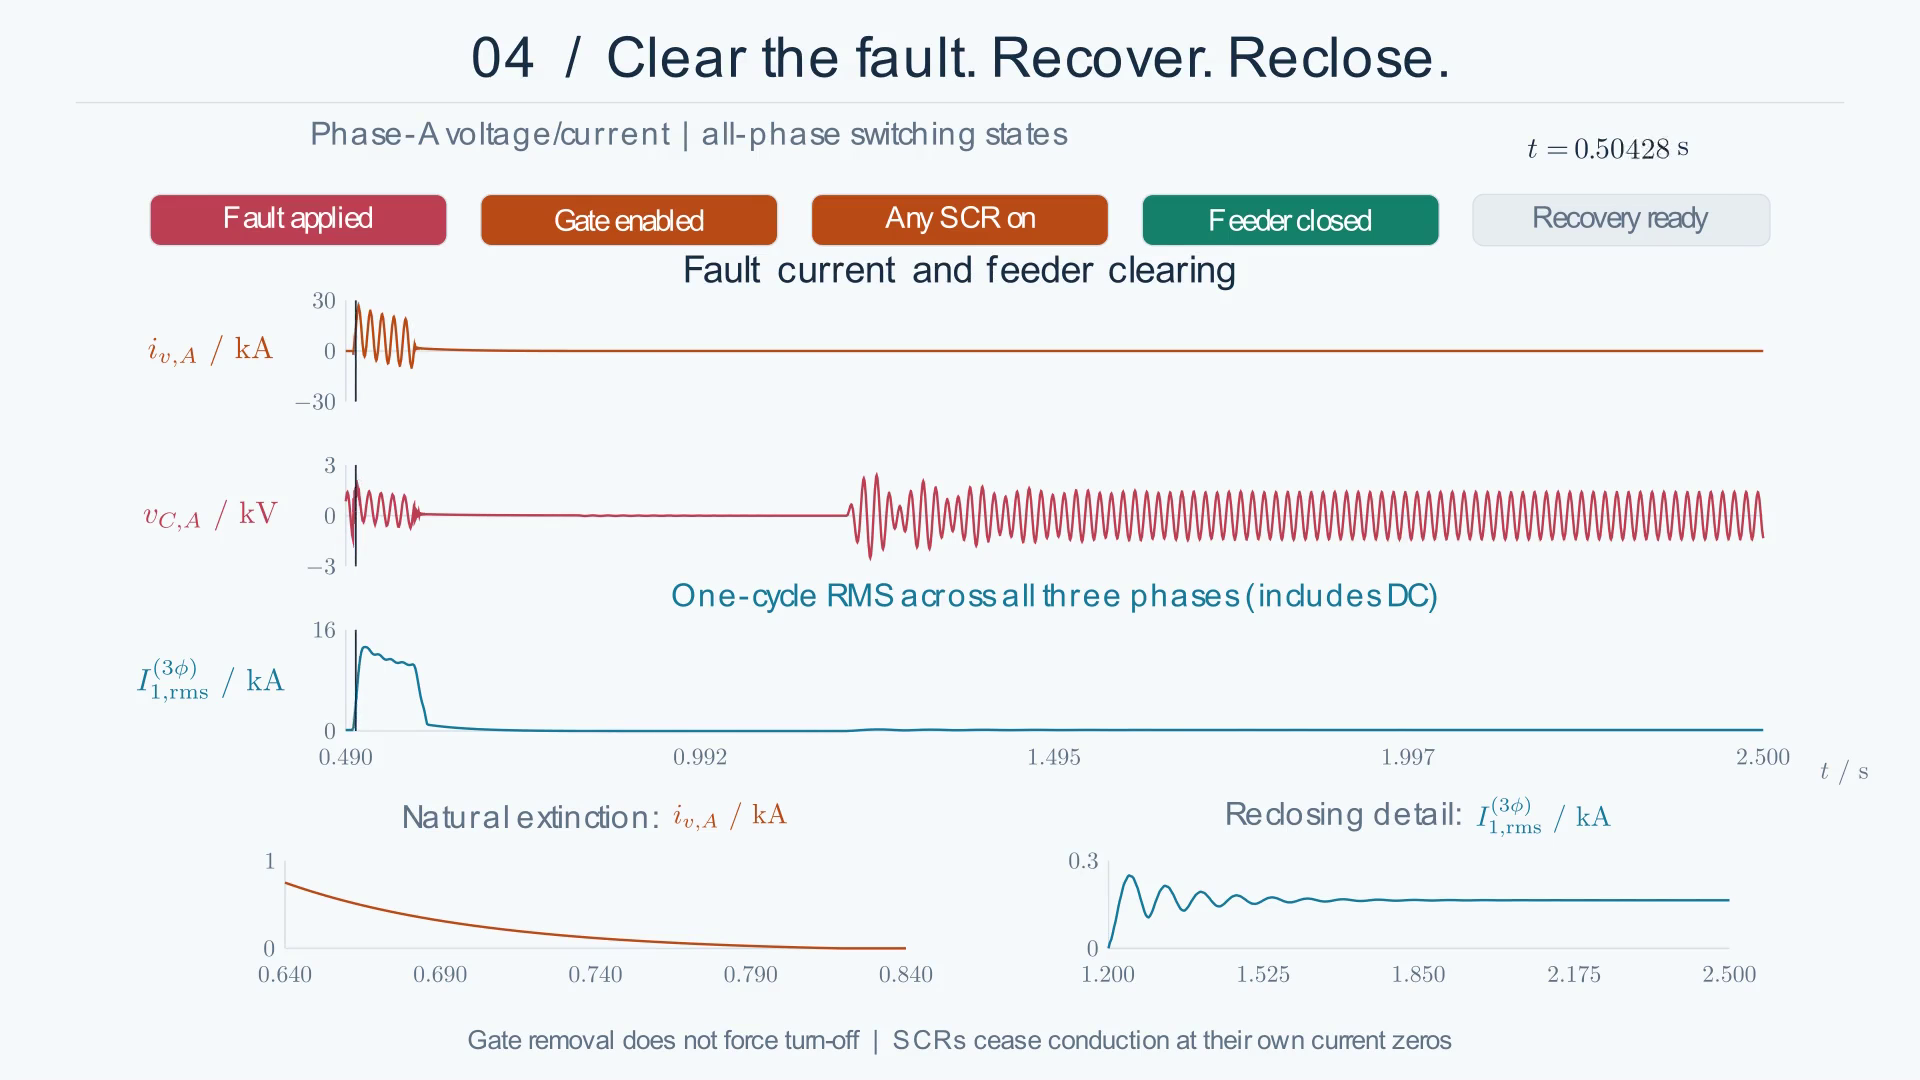 04 / Clear the fault. Recover. Reclose.
Phase-A voltage/current | all-phase switching states
t = 0.50428 s
Fault applied
Gate enabled
Any SCR on
Feeder closed
Recovery ready
Fault current and feeder clearing
30
i_{v,A} / kA
0
−30
3
v_{C,A} / kV
0
−3
One-cycle RMS across all three phases (includes DC)
16
I_{1,rms}^{(3ϕ)} / kA
0
0.490 0.992 1.495 1.997 2.500
t / s
Natural extinction: i_{v,A} / kA
1
0
0.640 0.690 0.740 0.790 0.840
Reclosing detail: I_{1,rms}^{(3ϕ)} / kA
0.3
0
1.200 1.525 1.850 2.175 2.500
Gate removal does not force turn-off | SCRs cease conduction at their own current zeros